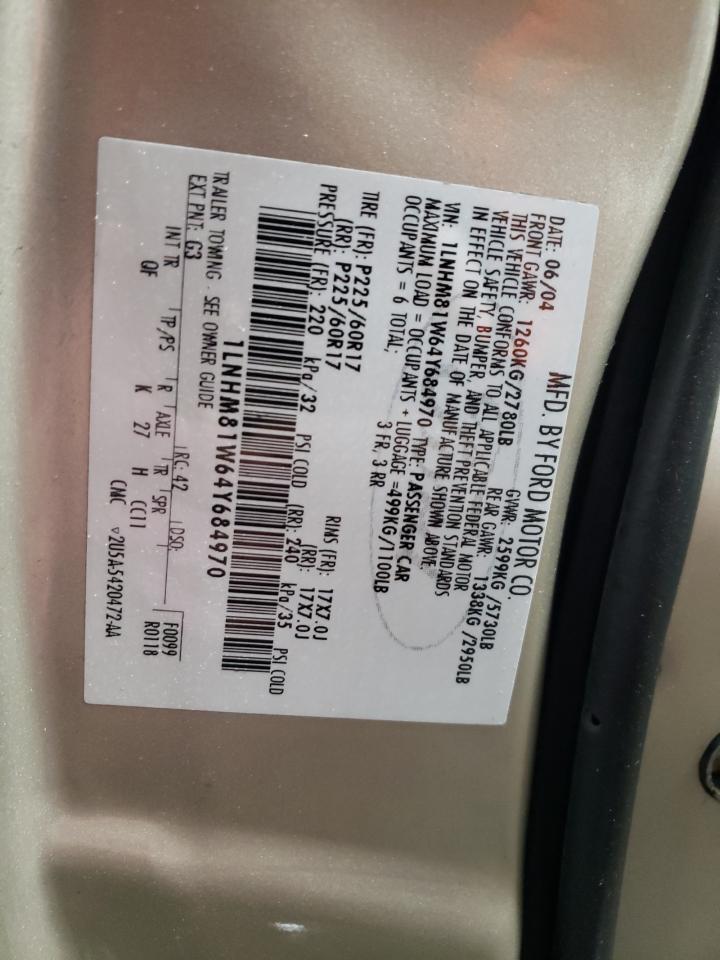 MFD. BY FORD MOTOR CO.
DATE: 06/04 GVWR: 2599KG /5730LB
FRONT GAWR: 1260KG/2780LB REAR GAWR: 1338KG /2950LB
THIS VEHICLE CONFORMS TO ALL APPLICABLE FEDERAL MOTOR
VEHICLE SAFETY, BUMPER, AND THEFT PREVENTION STANDARDS
IN EFFECT ON THE DATE OF MANUFACTURE SHOWN ABOVE.
VIN: 1LNHM81W64Y684970 TYPE: PASSENGER CAR
MAXIMUM LOAD = OCCUPANTS + LUGGAGE =499KG/1100LB
OCCUPANTS = 6 TOTAL; 3 FR, 3 RR
TIRE (FR): P225/60R17 RIMS (FR): 17X7.0J
(RR): P225/60R17 (RR): 17X7.0J
PRESSURE (FR): 220 kPa/32 PSI COLD (RR): 240 kPa/35 PSI COLD
1LNHM81W64Y684970
TRAILER TOWING - SEE OWNER GUIDE
EXT PNT: G3 RC: 42 DSO: F0099
INT TR TP/PS R AXLE TR SPR R0118
QF K 27 H CC11
CMC ▿2U5A-5420472-AA